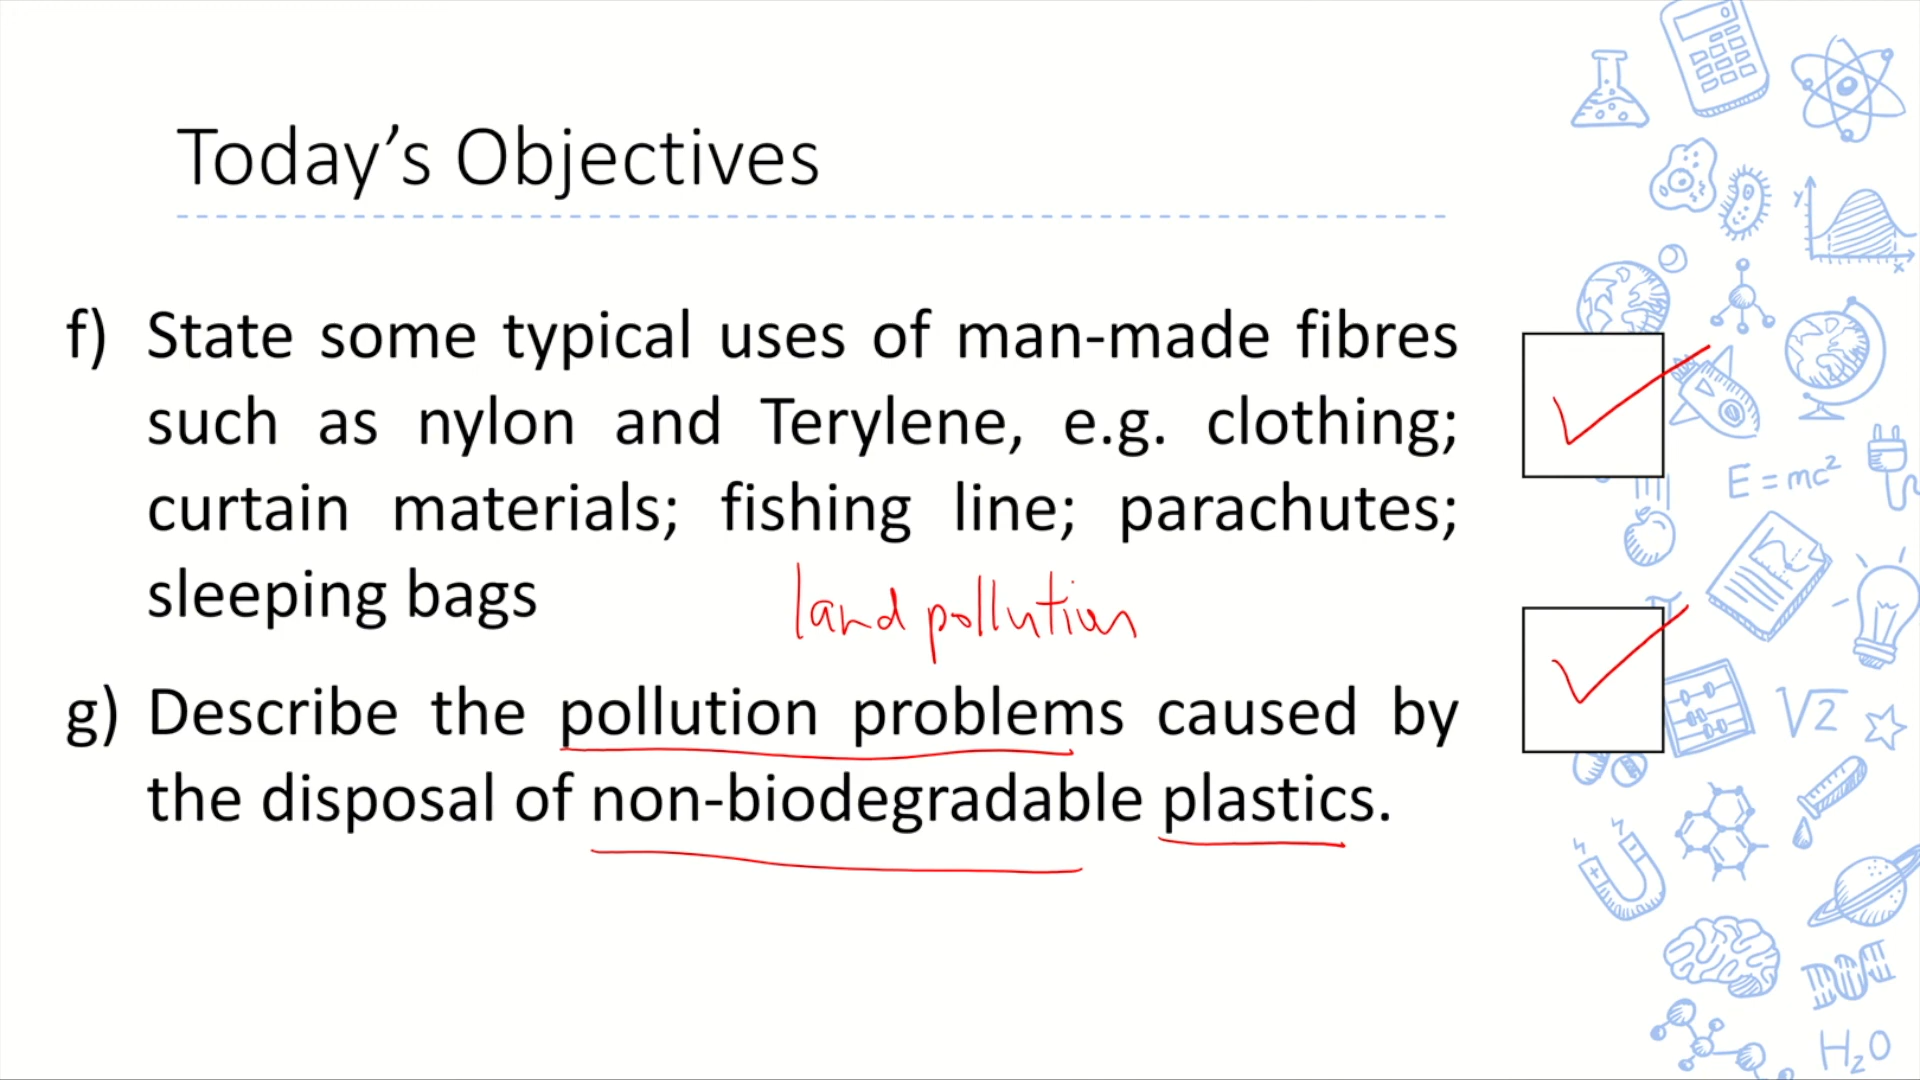 Today’s Objectives
f) State some typical uses of man-made fibres
such as nylon and Terylene, e.g. clothing;
curtain materials; fishing line; parachutes;
sleeping bags
land pollution
g) Describe the pollution problems caused by
the disposal of non-biodegradable plastics.
y
x
E=mc²
π
√2
H₂O